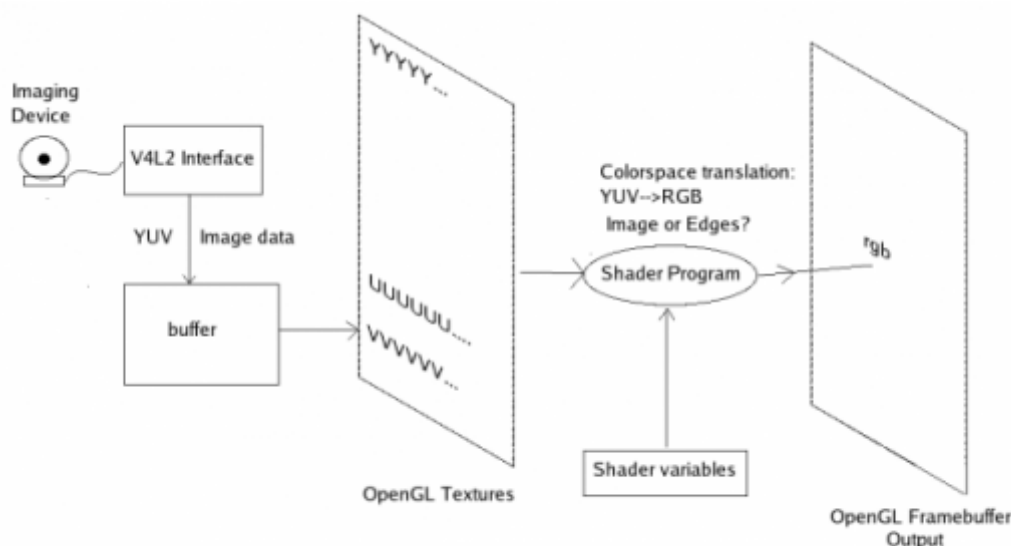 Imaging
Device
V4L2 Interface
YUV
Image data
buffer
YYYYY...
UUUUUU....
VVVVVV...
OpenGL Textures
Colorspace translation:
YUV-->RGB
Image or Edges?
Shader Program
Shader variables
rgb
OpenGL Framebuffer
Output